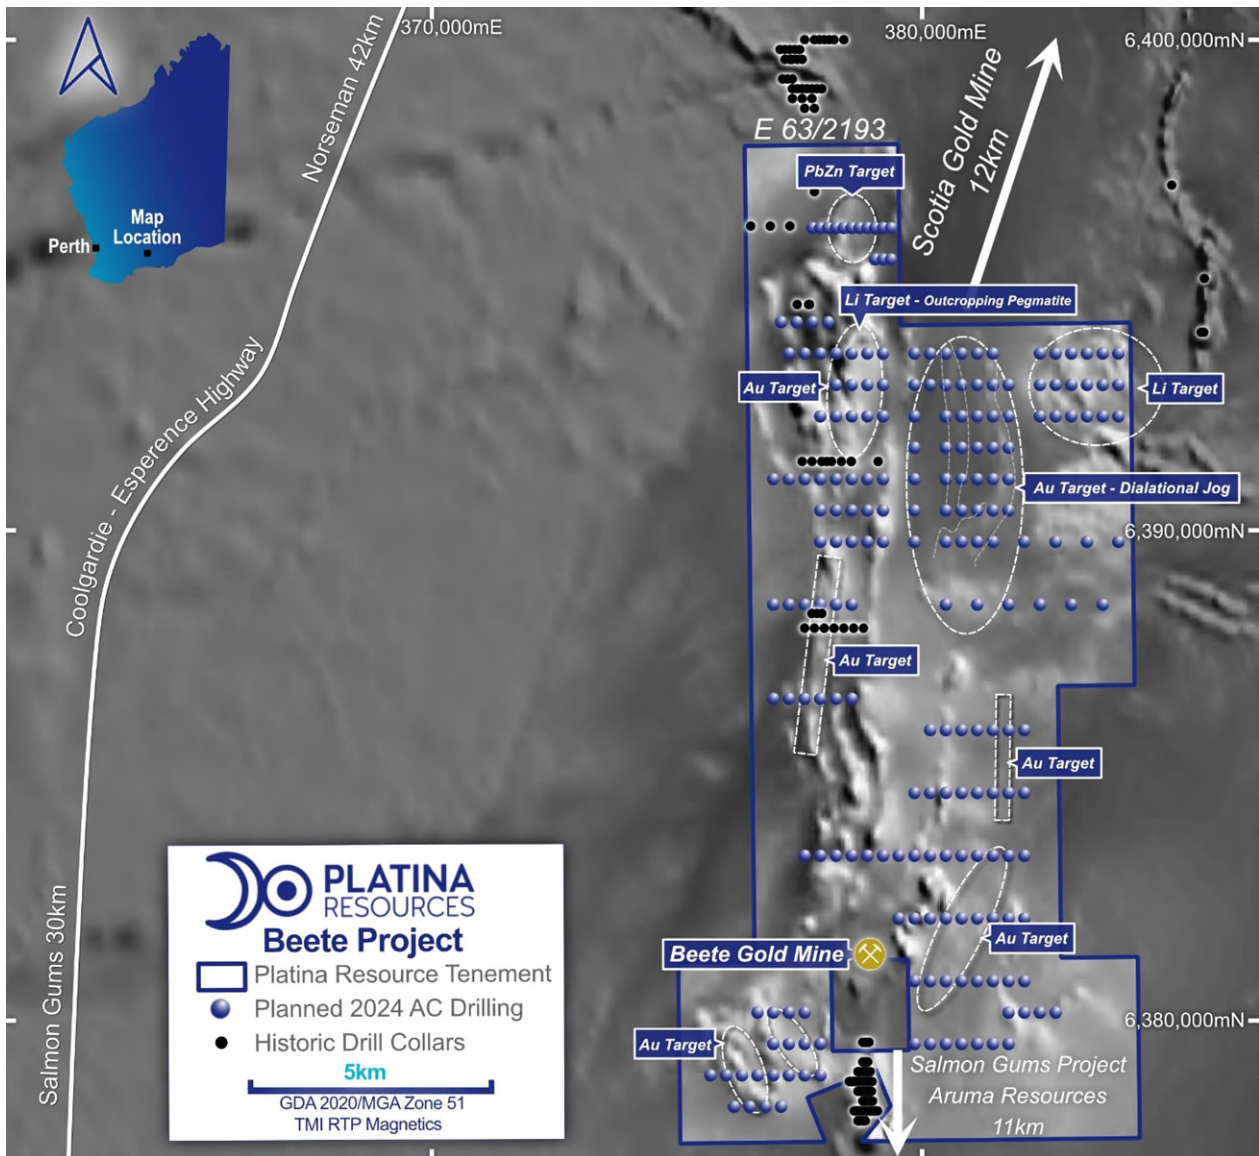 370,000mE
380,000mE
6,400,000mN
Norseman 42km
E 63/2193
Scotia Gold Mine
12km
PbZn Target
Perth
Map
Location
Li Target - Outcropping Pegmatite
Au Target
Li Target
Coolgardie - Esperence Highway
Au Target - Dialational Jog
6,390,000mN
Au Target
Au Target
PLATINA
RESOURCES
Beete Project
Platina Resource Tenement
Planned 2024 AC Drilling
Historic Drill Collars
5km
GDA 2020/MGA Zone 51
TMI RTP Magnetics
Salmon Gums 30km
Au Target
Beete Gold Mine
6,380,000mN
Au Target
Salmon Gums Project
Aruma Resources
11km